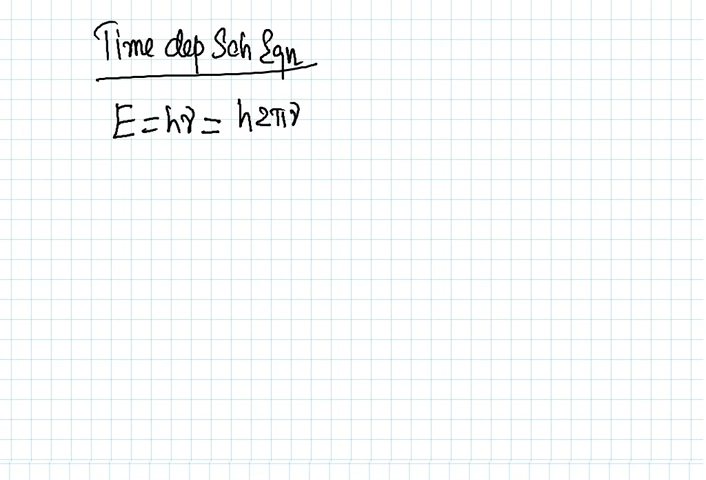 Time dep Sch Eqn
E = hν = h2πν